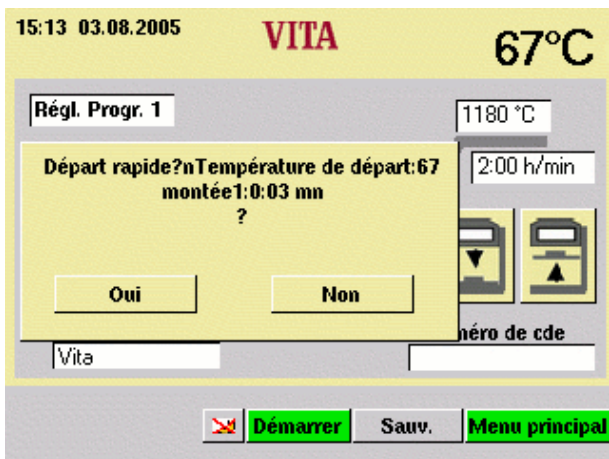 15:13 03.08.2005
VITA
67°C
Régl. Progr. 1
1180 °C
Départ rapide?nTempérature de départ:67
montée1:0:03 mn
?
2:00 h/min
Oui
Non
néro de cde
Vita
Démarrer
Sauv.
Menu principal